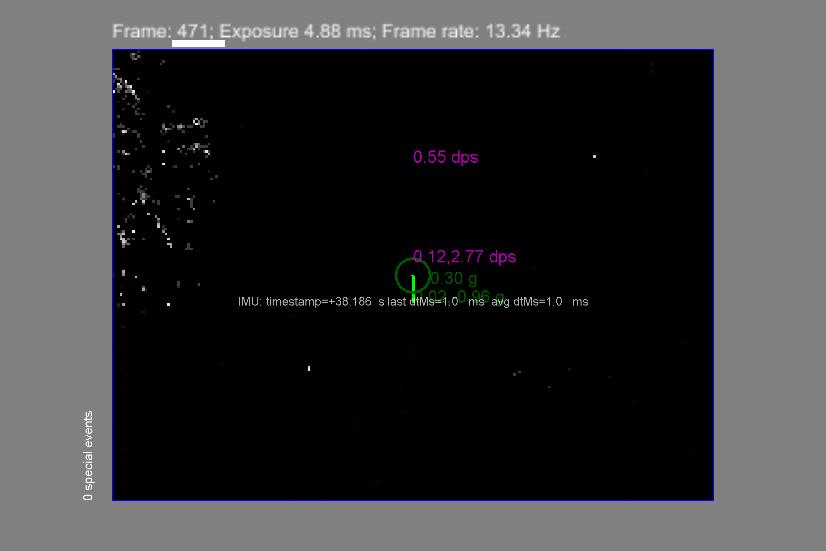 Frame: 471; Exposure 4.88 ms; Frame rate: 13.34 Hz
0.55 dps
0.12,2.77 dps
0.30 g
0.96 g
IMU: timestamp=+38.186 s last dtMs=1.0 ms avg dtMs=1.0 ms
0 special events